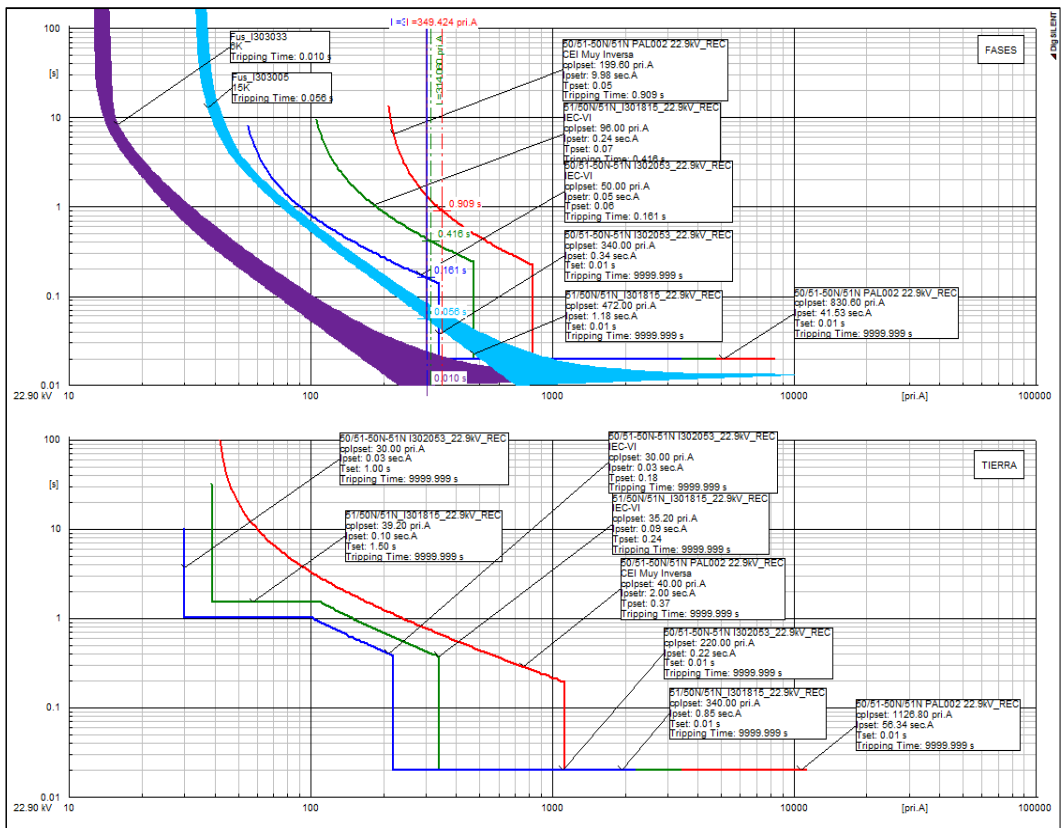 I=3I =349.424 pri.A
I=314.060 pri.A
DIgSILENT
FASES
100
[s]
10
1
0.1
0.01
Fus_I303033
6K
Tripping Time: 0.010 s
Fus_I303005
15K
Tripping Time: 0.056 s
50/51-50N/51N PAL002 22.9kV_REC
CEI Muy Inversa
cpIpset: 199.60 pri.A
Ipsetr: 9.98 sec.A
Tpset: 0.05
Tripping Time: 0.909 s
51/50N/51N_I301815_22.9kV_REC
IEC-VI
cpIpset: 96.00 pri.A
Ipsetr: 0.24 sec.A
Tpset: 0.07
Tripping Time: 0.416 s
50/51-50N-51N I302053_22.9kV_REC
IEC-VI
cpIpset: 50.00 pri.A
Ipsetr: 0.05 sec.A
Tpset: 0.06
Tripping Time: 0.161 s
50/51-50N-51N I302053_22.9kV_REC
cpIpset: 340.00 pri.A
Ipset: 0.34 sec.A
Tset: 0.01 s
Tripping Time: 9999.999 s
51/50N/51N_I301815_22.9kV_REC
cpIpset: 472.00 pri.A
Ipset: 1.18 sec.A
Tset: 0.01 s
Tripping Time: 9999.999 s
50/51-50N/51N PAL002 22.9kV_REC
cpIpset: 830.60 pri.A
Ipset: 41.53 sec.A
Tset: 0.01 s
Tripping Time: 9999.999 s
0.909 s
0.416 s
0.161 s
0.056 s
0.010 s
22.90 kV 10 100 1000 10000 [pri.A] 100000
TIERRA
100
[s]
10
1
0.1
0.01
50/51-50N-51N I302053_22.9kV_REC
cpIpset: 30.00 pri.A
Ipset: 0.03 sec.A
Tset: 1.00 s
Tripping Time: 9999.999 s
51/50N/51N_I301815_22.9kV_REC
cpIpset: 39.20 pri.A
Ipset: 0.10 sec.A
Tset: 1.50 s
Tripping Time: 9999.999 s
50/51-50N-51N I302053_22.9kV_REC
IEC-VI
cpIpset: 30.00 pri.A
Ipsetr: 0.03 sec.A
Tpset: 0.18
Tripping Time: 9999.999 s
51/50N/51N_I301815_22.9kV_REC
IEC-VI
cpIpset: 35.20 pri.A
Ipsetr: 0.09 sec.A
Tpset: 0.24
Tripping Time: 9999.999 s
50/51-50N/51N PAL002 22.9kV_REC
CEI Muy Inversa
cpIpset: 40.00 pri.A
Ipsetr: 2.00 sec.A
Tpset: 0.37
Tripping Time: 9999.999 s
50/51-50N-51N I302053_22.9kV_REC
cpIpset: 220.00 pri.A
Ipset: 0.22 sec.A
Tset: 0.01 s
Tripping Time: 9999.999 s
51/50N/51N_I301815_22.9kV_REC
cpIpset: 340.00 pri.A
Ipset: 0.85 sec.A
Tset: 0.01 s
Tripping Time: 9999.999 s
50/51-50N/51N PAL002 22.9kV_REC
cpIpset: 1126.80 pri.A
Ipset: 56.34 sec.A
Tset: 0.01 s
Tripping Time: 9999.999 s
22.90 kV 10 100 1000 10000 [pri.A] 100000